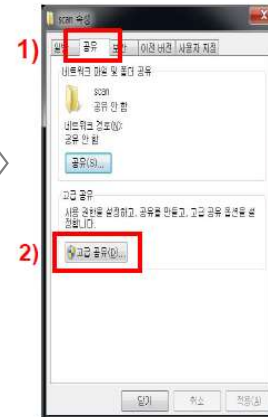 scan 속성
1)
일반 공유 보안 이전 버전 사용자 지정
네트워크 파일 및 폴더 공유
scan
공유 안 함
네트워크 경로(N):
공유 안 함
공유(S)...
고급 공유
사용 권한을 설정하고, 공유를 만들고, 고급 공유 옵션을 설
정합니다.
2)
고급 공유(D)...
닫기 취소 적용(A)